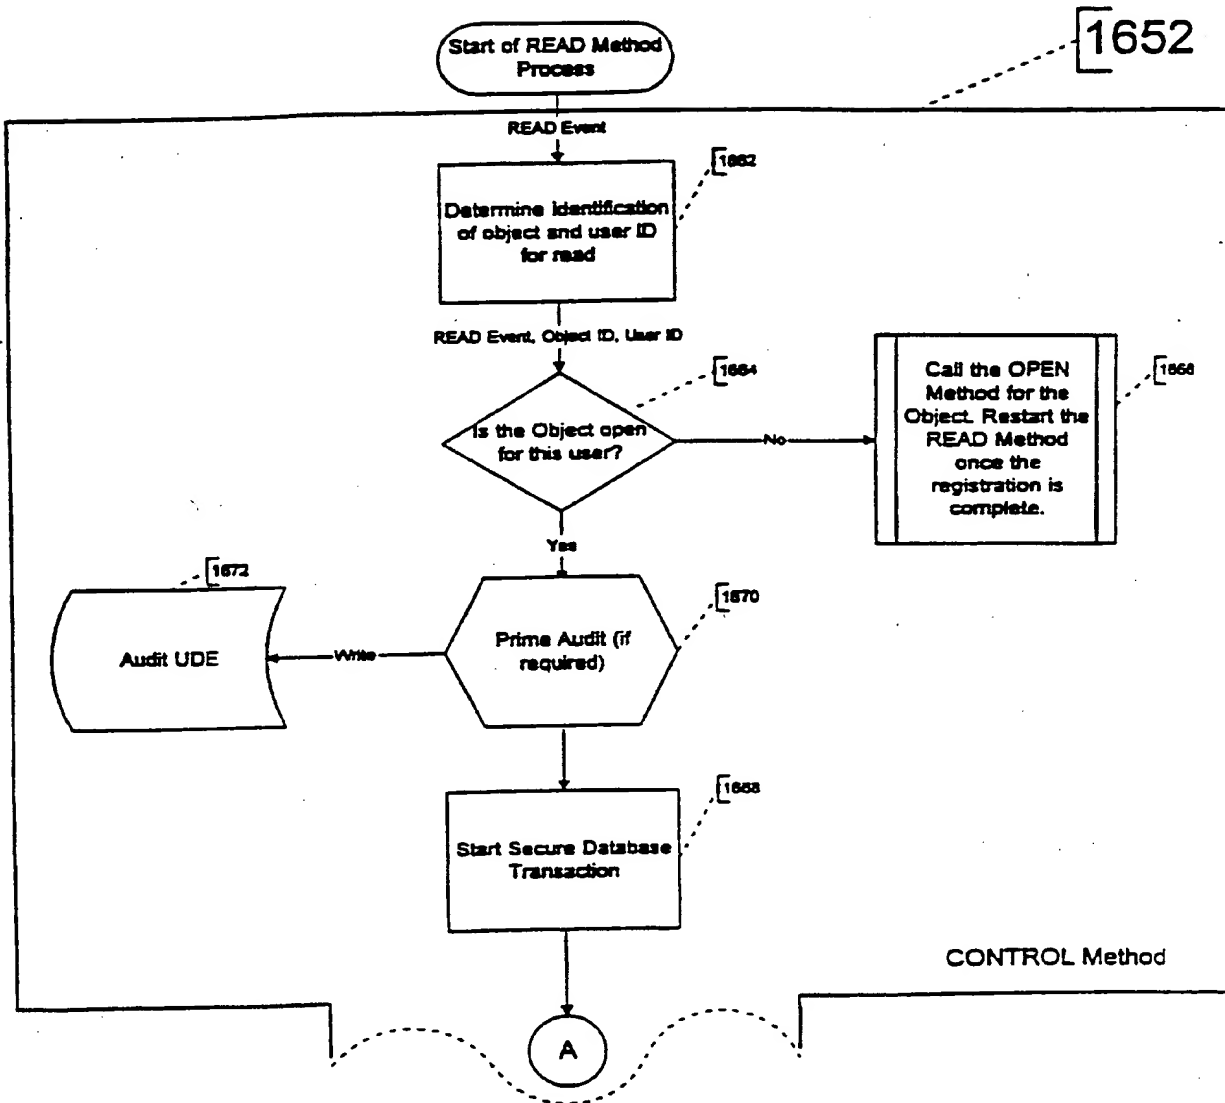 1652
Start of READ Method
Process
READ Event
1662
Determine identification
of object and user ID
for read
READ Event, Object ID, User ID
1664
Is the Object open
for this user?
No
Call the OPEN
Method for the
Object. Restart the
READ Method
once the
registration is
complete.
1666
Yes
1672
Audit UDE
Write
Prime Audit (if
required)
1670
1668
Start Secure Database
Transaction
CONTROL Method
A